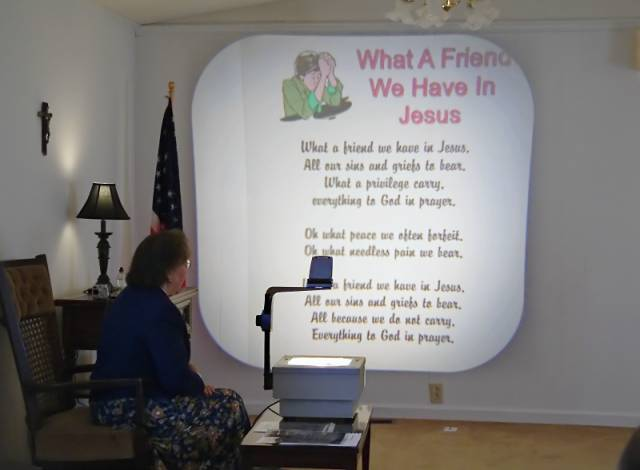 What A Friend
We Have In
Jesus
What a friend we have in Jesus,
All our sins and griefs to bear,
What a privilege carry,
everything to God in prayer.
Oh what peace we often forfeit,
Oh what needless pain we bear,
a friend we have in Jesus,
All our sins and griefs to bear,
All because we do not carry,
Everything to God in prayer.